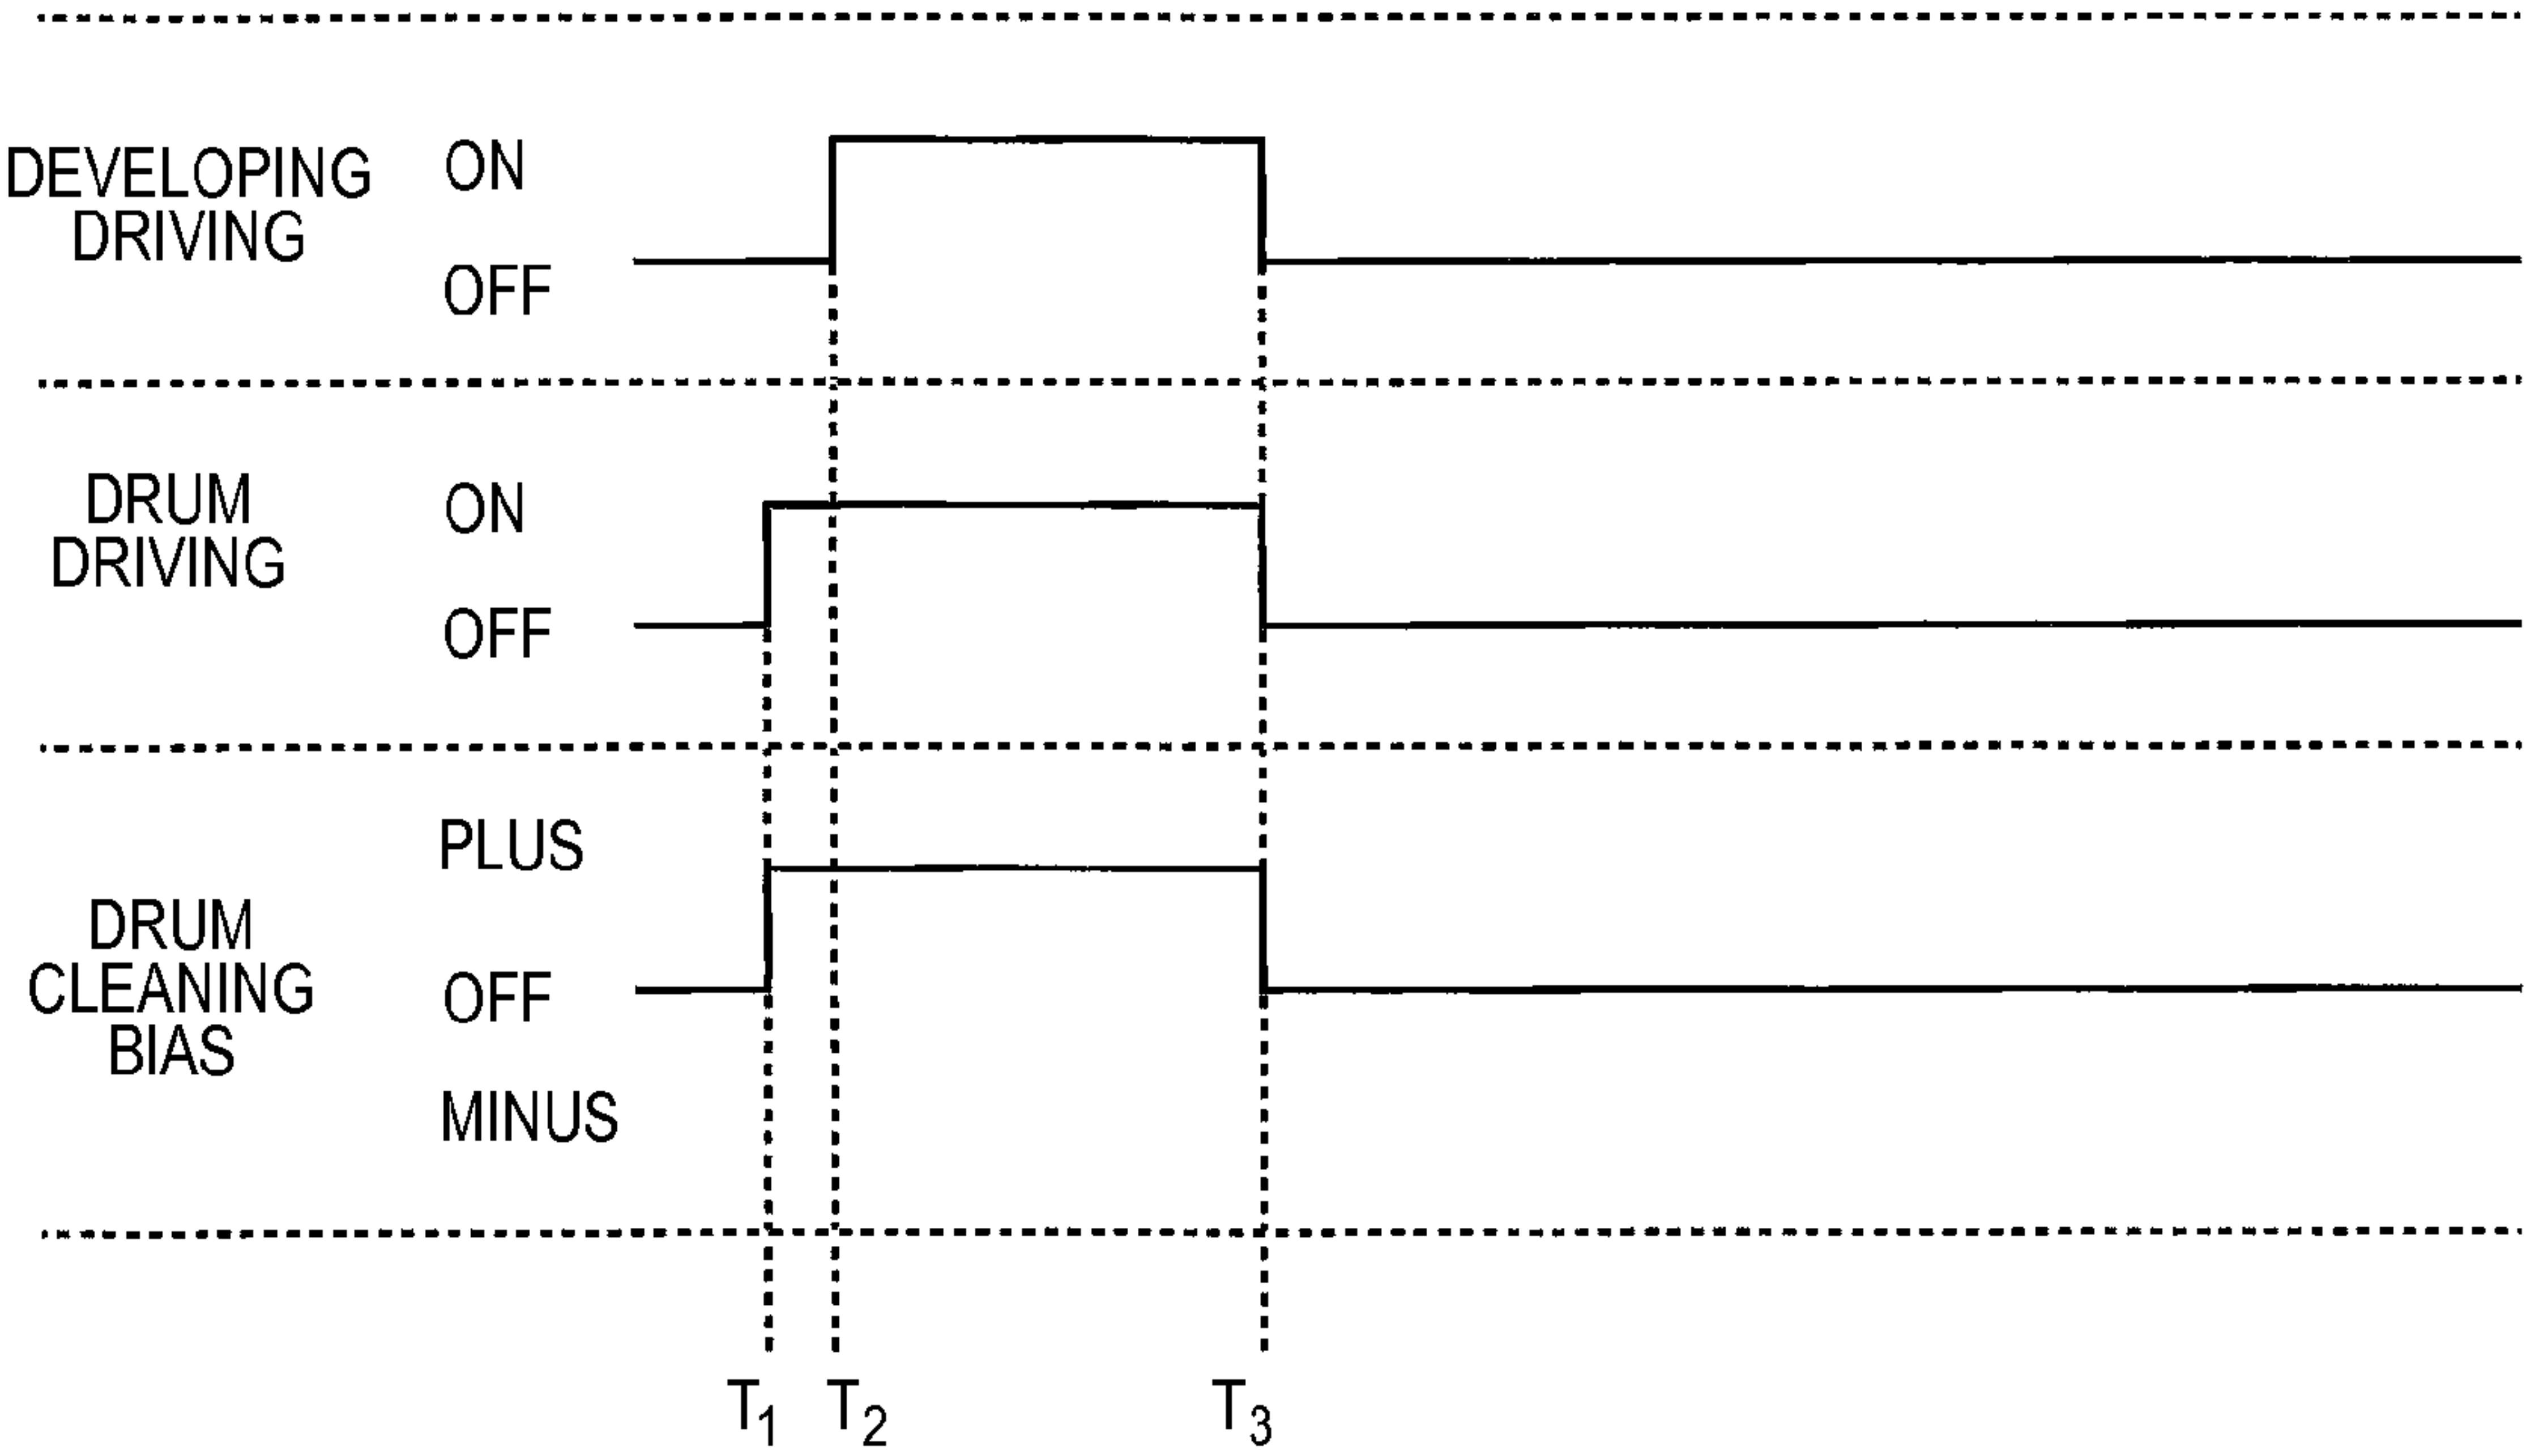 DEVELOPING
DRIVING
ON
OFF
DRUM
DRIVING
ON
OFF
DRUM
CLEANING
BIAS
PLUS
OFF
MINUS
T1 T2 T3